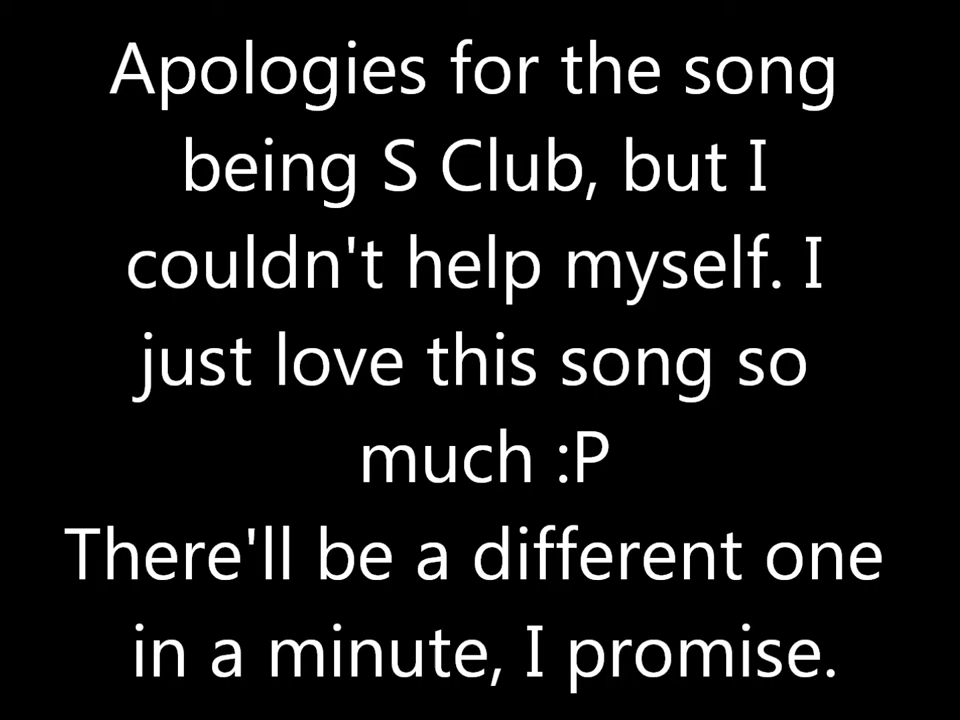 Apologies for the song
being S Club, but I
couldn't help myself. I
just love this song so
much :P
There'll be a different one
in a minute, I promise.